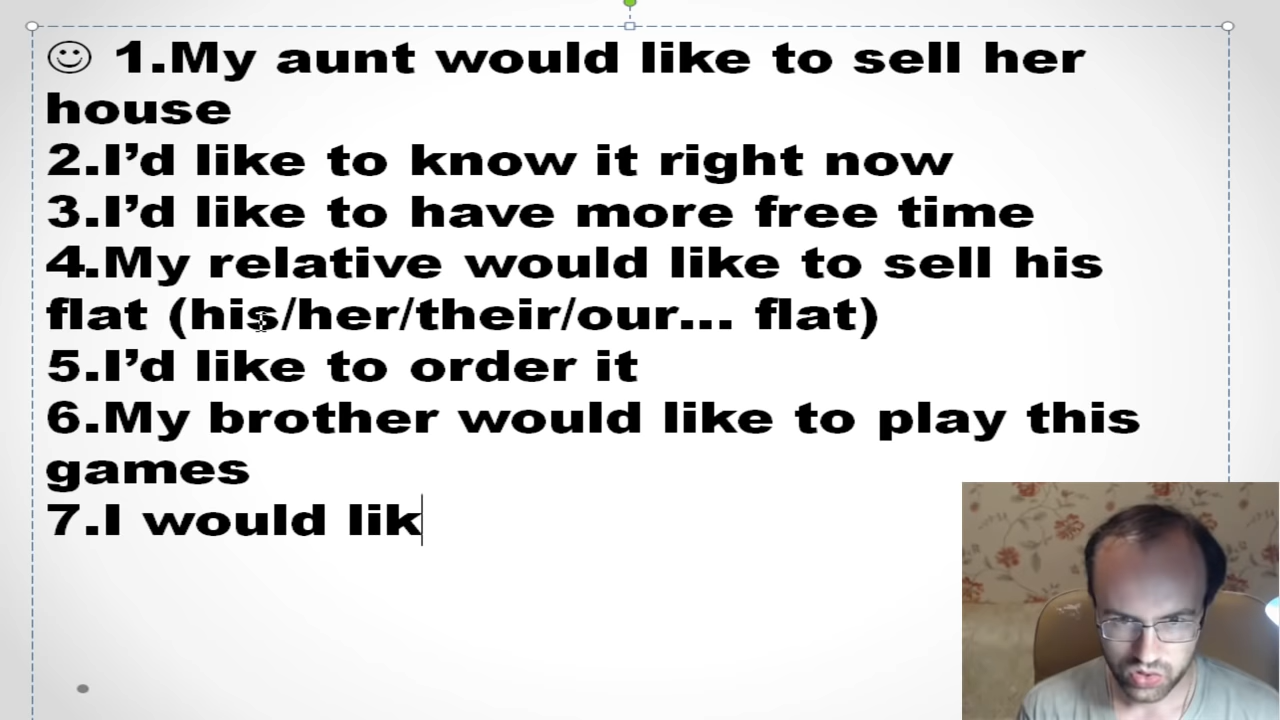 ☺ 1.My aunt would like to sell her
house
2.I’d like to know it right now
3.I’d like to have more free time
4.My relative would like to sell his
flat (his/her/their/our... flat)
5.I’d like to order it
6.My brother would like to play this
games
7.I would lik